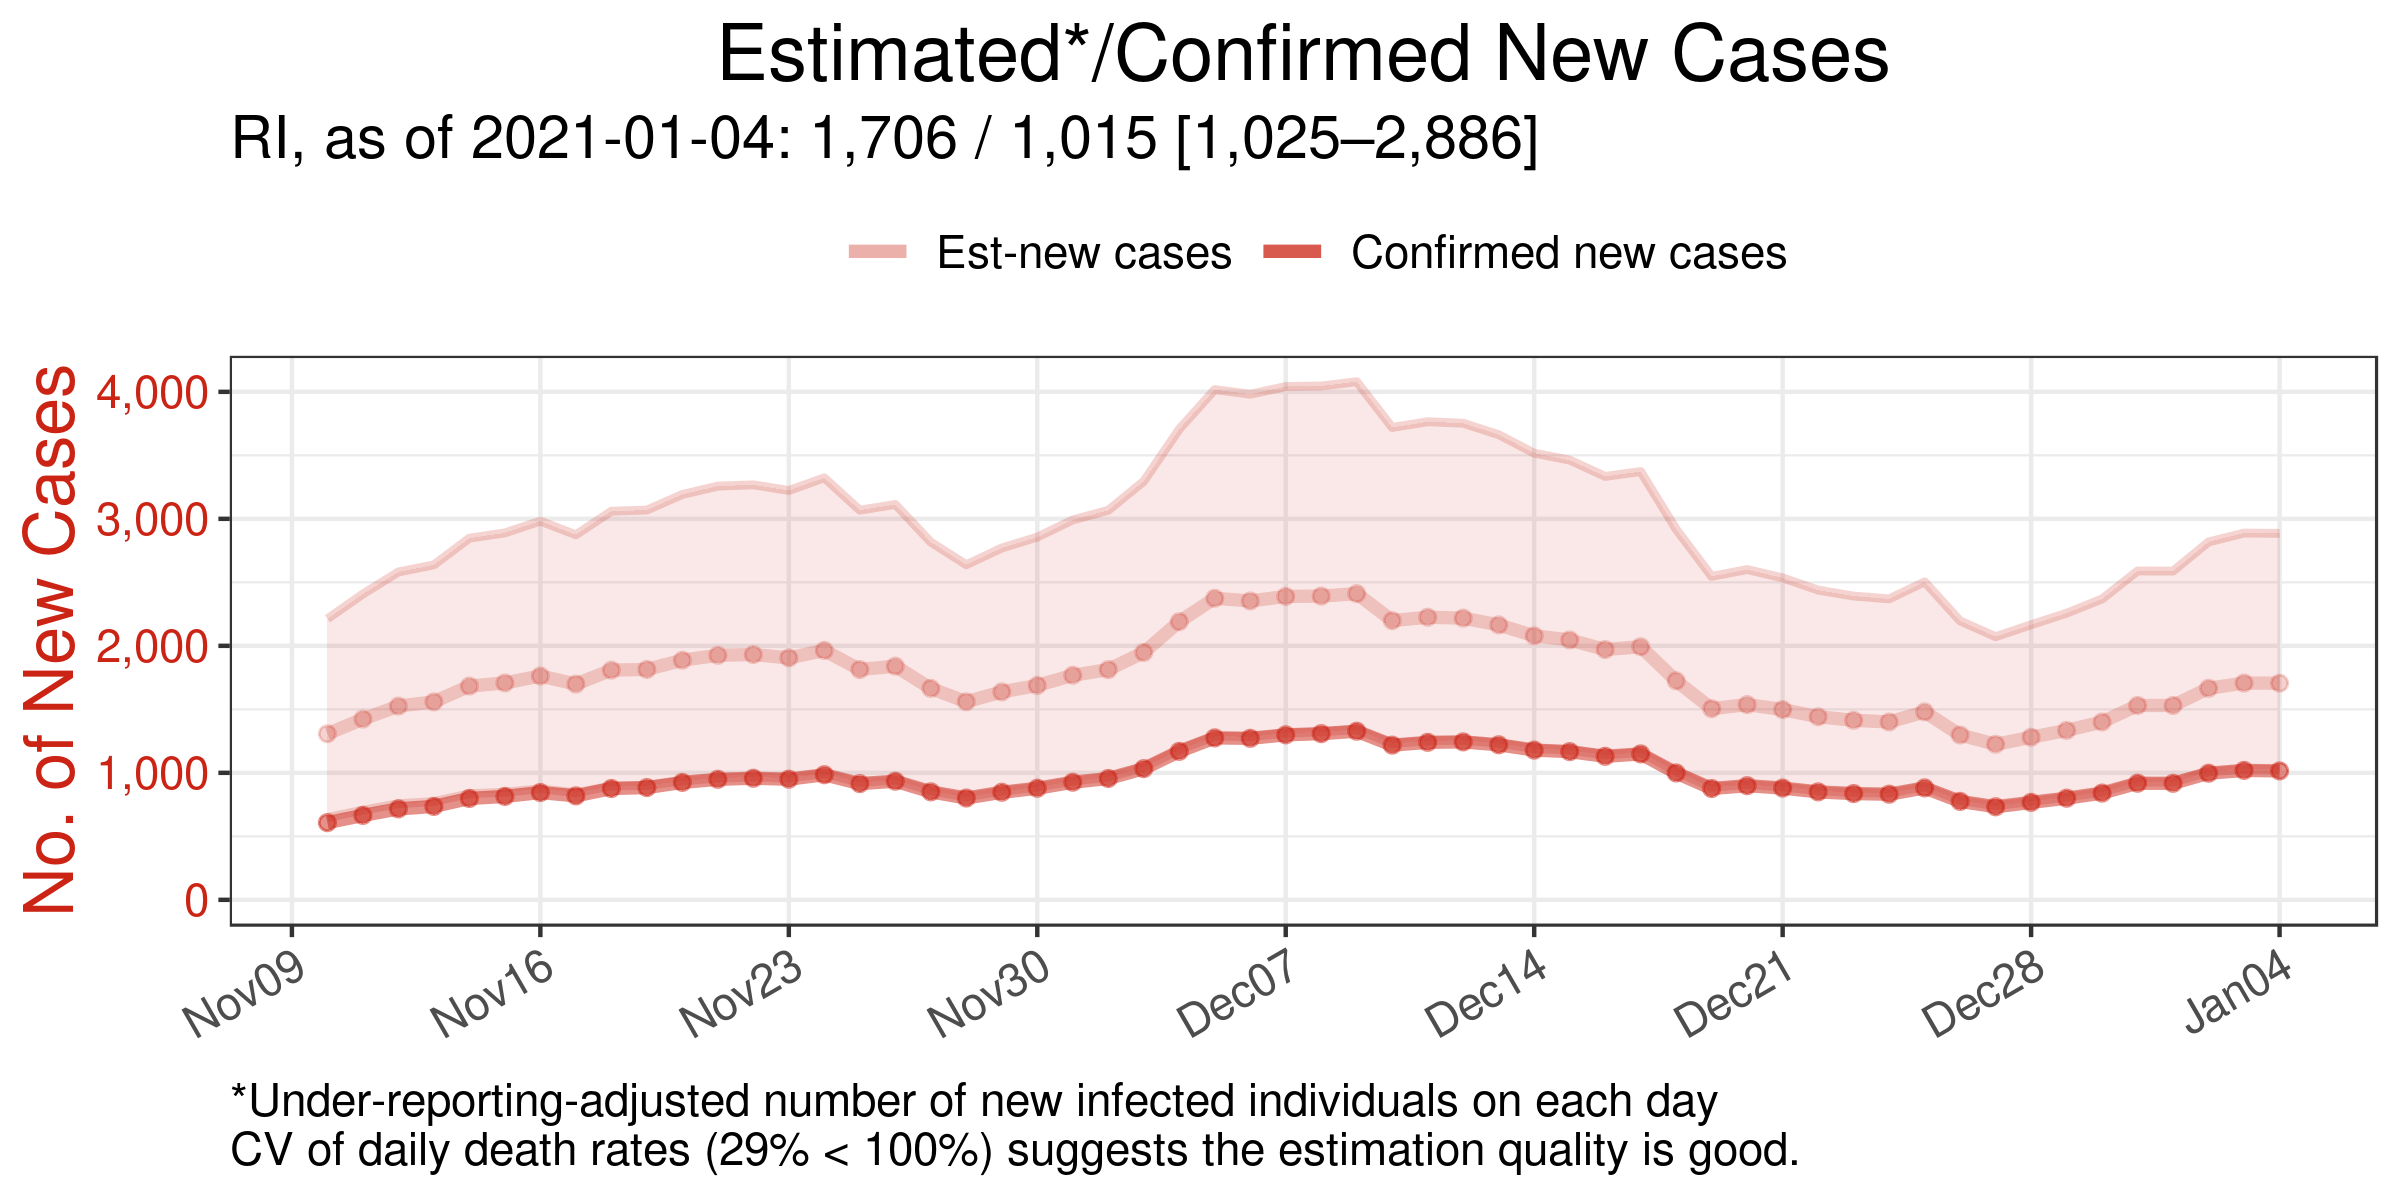 Estimated*/Confirmed New Cases
RI, as of 2021-01-04: 1,706 / 1,015 [1,025–2,886]
Est-new cases
Confirmed new cases
No. of New Cases
4,000
3,000
2,000
1,000
0
Nov09
Nov16
Nov23
Nov30
Dec07
Dec14
Dec21
Dec28
Jan04
*Under-reporting-adjusted number of new infected individuals on each day
CV of daily death rates (29% < 100%) suggests the estimation quality is good.